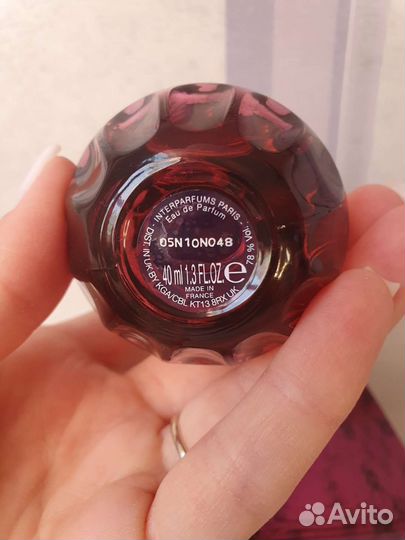 INTERPARFUMS PARIS -
Eau de Parfum
05N10N048
40 ml 1.3 FL.OZ e
78 % vol.
MADE IN
FRANCE
DIST. IN UK BY KGA/CBL KT13 8RX UK
Avito